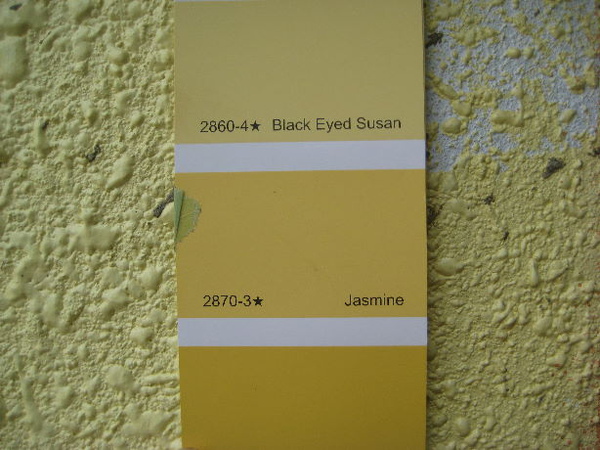 2860-4★ Black Eyed Susan
2870-3★ Jasmine